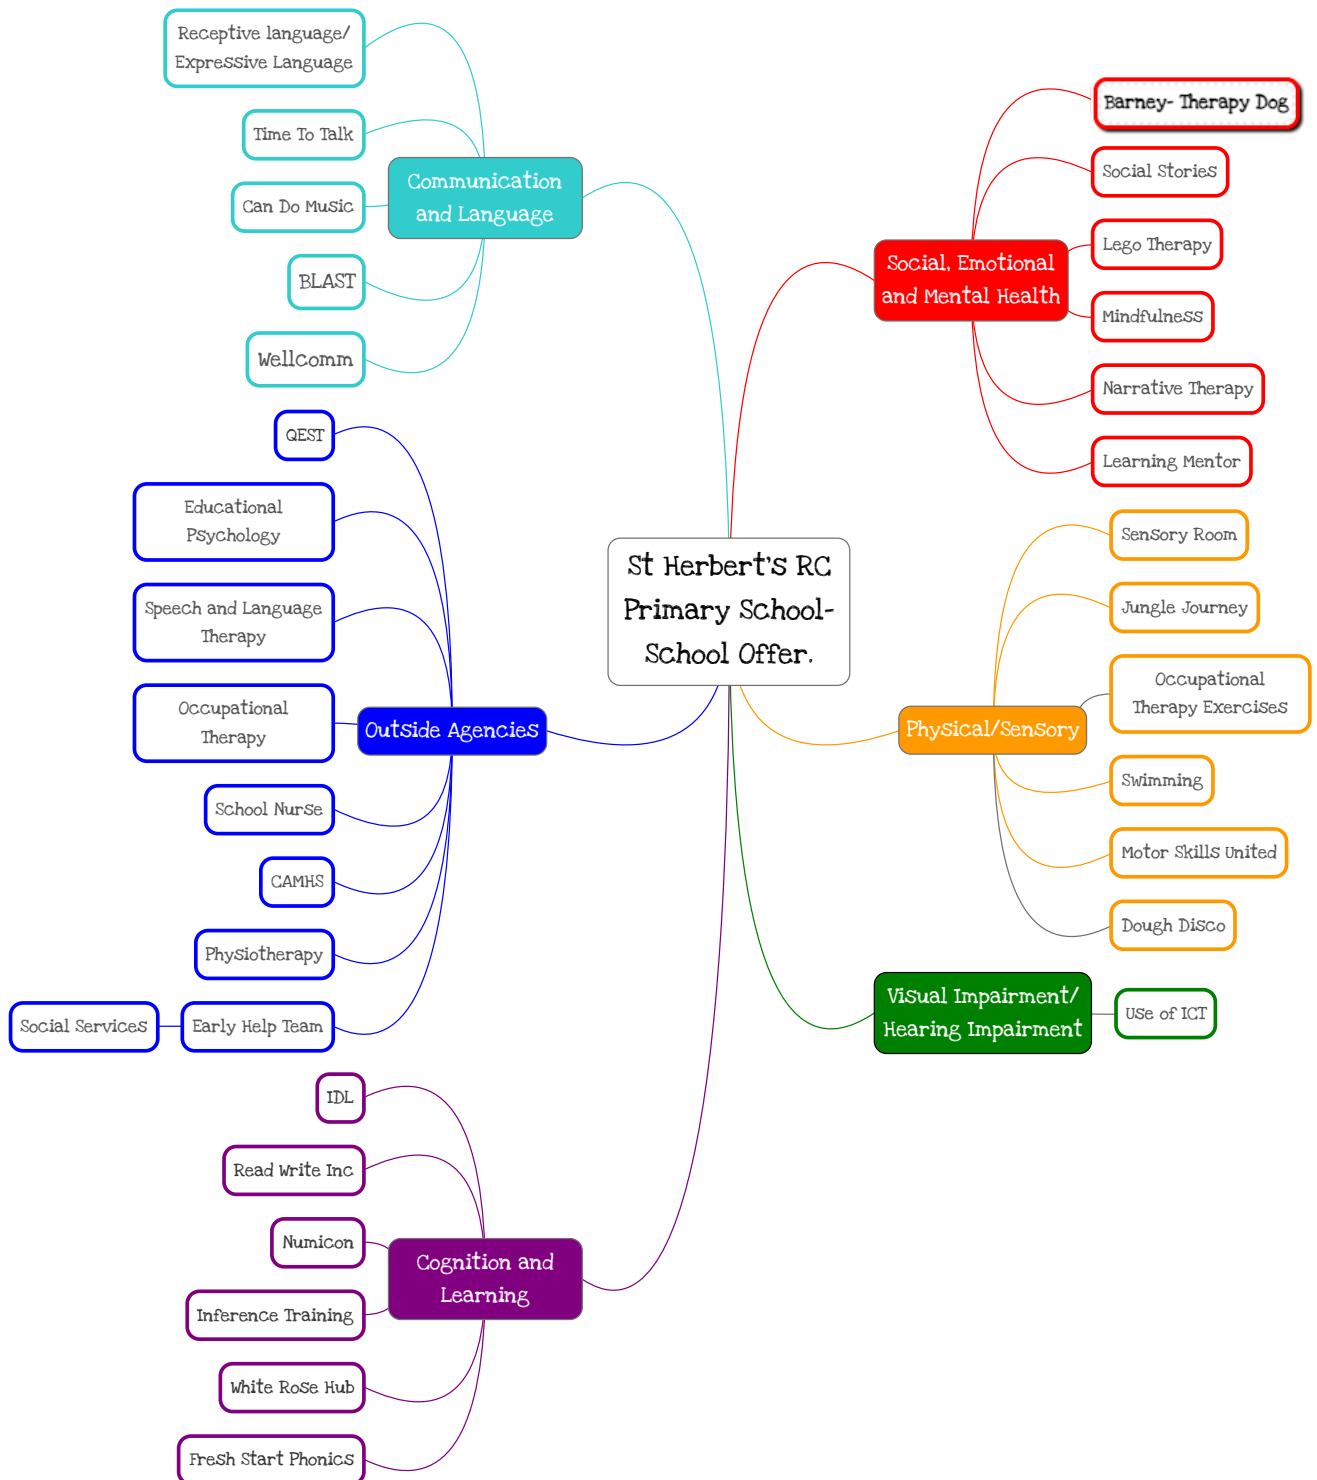 Receptive language/
Expressive Language
Time To Talk
Can Do Music
BLAST
Wellcomm
Communication
and Language
QEST
Educational
Psychology
Speech and Language
Therapy
Occupational
Therapy
School Nurse
CAMHS
Physiotherapy
Social Services
Early Help Team
Outside Agencies
IDL
Read Write Inc
Numicon
Inference Training
White Rose Hub
Fresh Start Phonics
Cognition and
Learning
St Herbert's RC
Primary School-
School Offer.
Social, Emotional
and Mental Health
Barney- Therapy Dog
Social Stories
Lego Therapy
Mindfulness
Narrative Therapy
Learning Mentor
Physical/Sensory
Sensory Room
Jungle Journey
Occupational
Therapy Exercises
Swimming
Motor Skills United
Dough Disco
Visual Impairment/
Hearing Impairment
Use of ICT